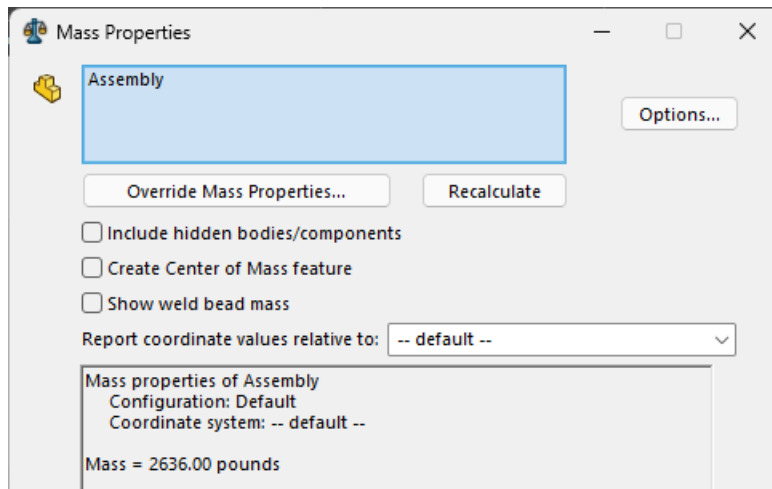 Mass Properties
Assembly
Options...
Override Mass Properties...
Recalculate
Include hidden bodies/components
Create Center of Mass feature
Show weld bead mass
Report coordinate values relative to: -- default --
Mass properties of Assembly
Configuration: Default
Coordinate system: -- default --
Mass = 2636.00 pounds